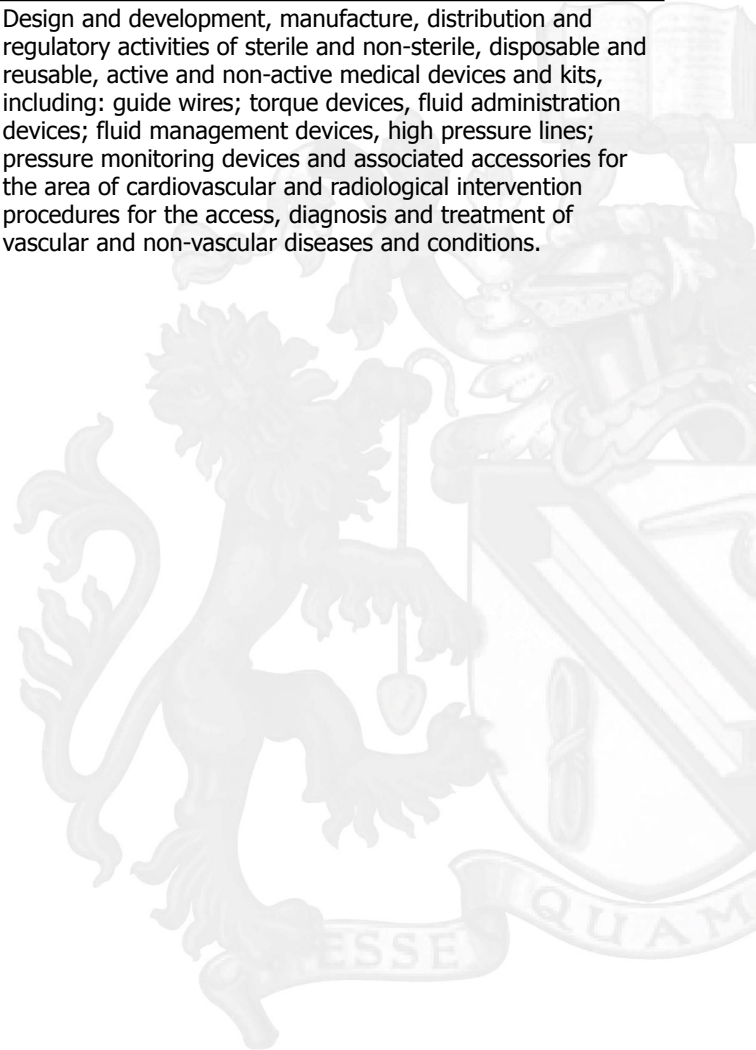 Design and development, manufacture, distribution and
regulatory activities of sterile and non-sterile, disposable and
reusable, active and non-active medical devices and kits,
including: guide wires; torque devices, fluid administration
devices; fluid management devices, high pressure lines;
pressure monitoring devices and associated accessories for
the area of cardiovascular and radiological intervention
procedures for the access, diagnosis and treatment of
vascular and non-vascular diseases and conditions.
ESSE QUAM